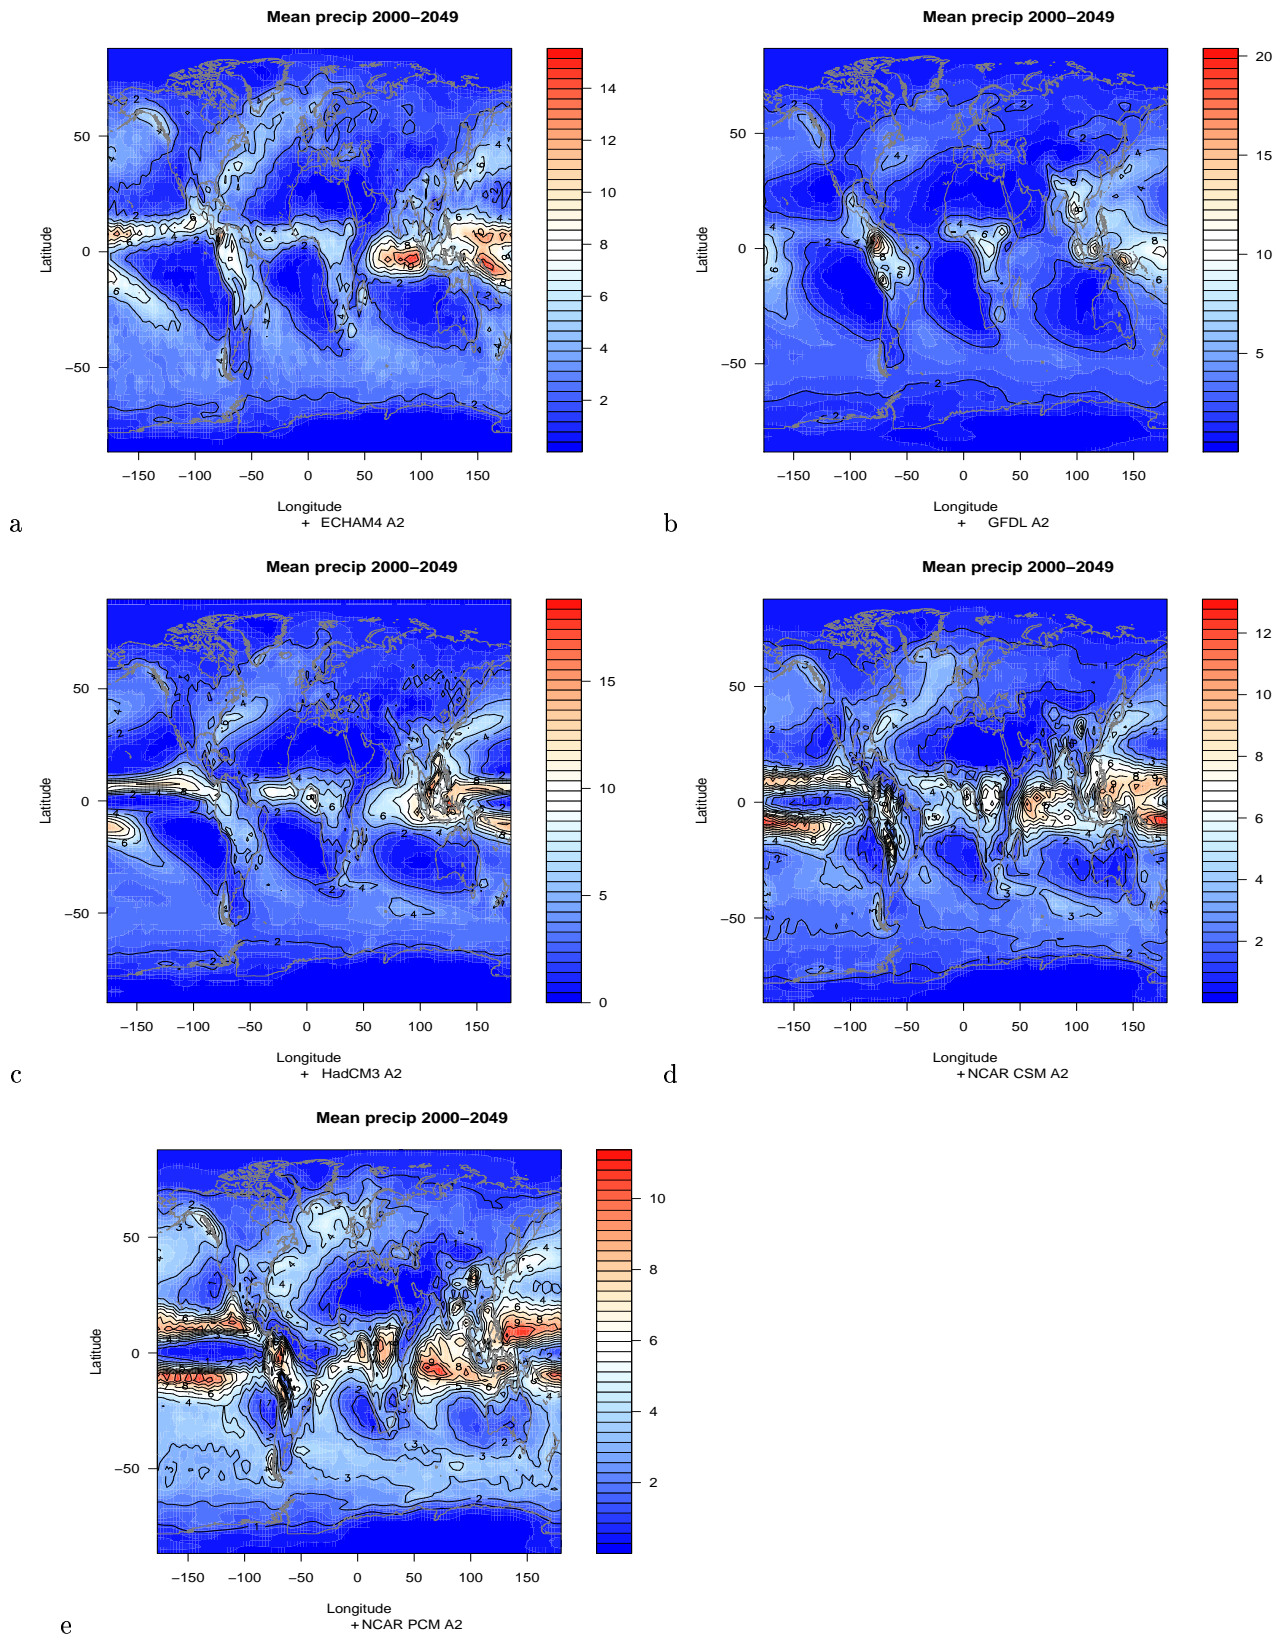 Mean precip 2000−2049
Latitude
50
0
−50
−150 −100 −50 0 50 100 150
14
12
10
8
6
4
2
Longitude
+ ECHAM4 A2
a
Mean precip 2000−2049
Latitude
50
0
−50
−150 −100 −50 0 50 100 150
20
15
10
5
Longitude
+ GFDL A2
b
Mean precip 2000−2049
Latitude
50
0
−50
−150 −100 −50 0 50 100 150
15
10
5
0
Longitude
+ HadCM3 A2
c
Mean precip 2000−2049
Latitude
50
0
−50
−150 −100 −50 0 50 100 150
12
10
8
6
4
2
Longitude
+ NCAR CSM A2
d
Mean precip 2000−2049
Latitude
50
0
−50
−150 −100 −50 0 50 100 150
10
8
6
4
2
Longitude
+ NCAR PCM A2
e